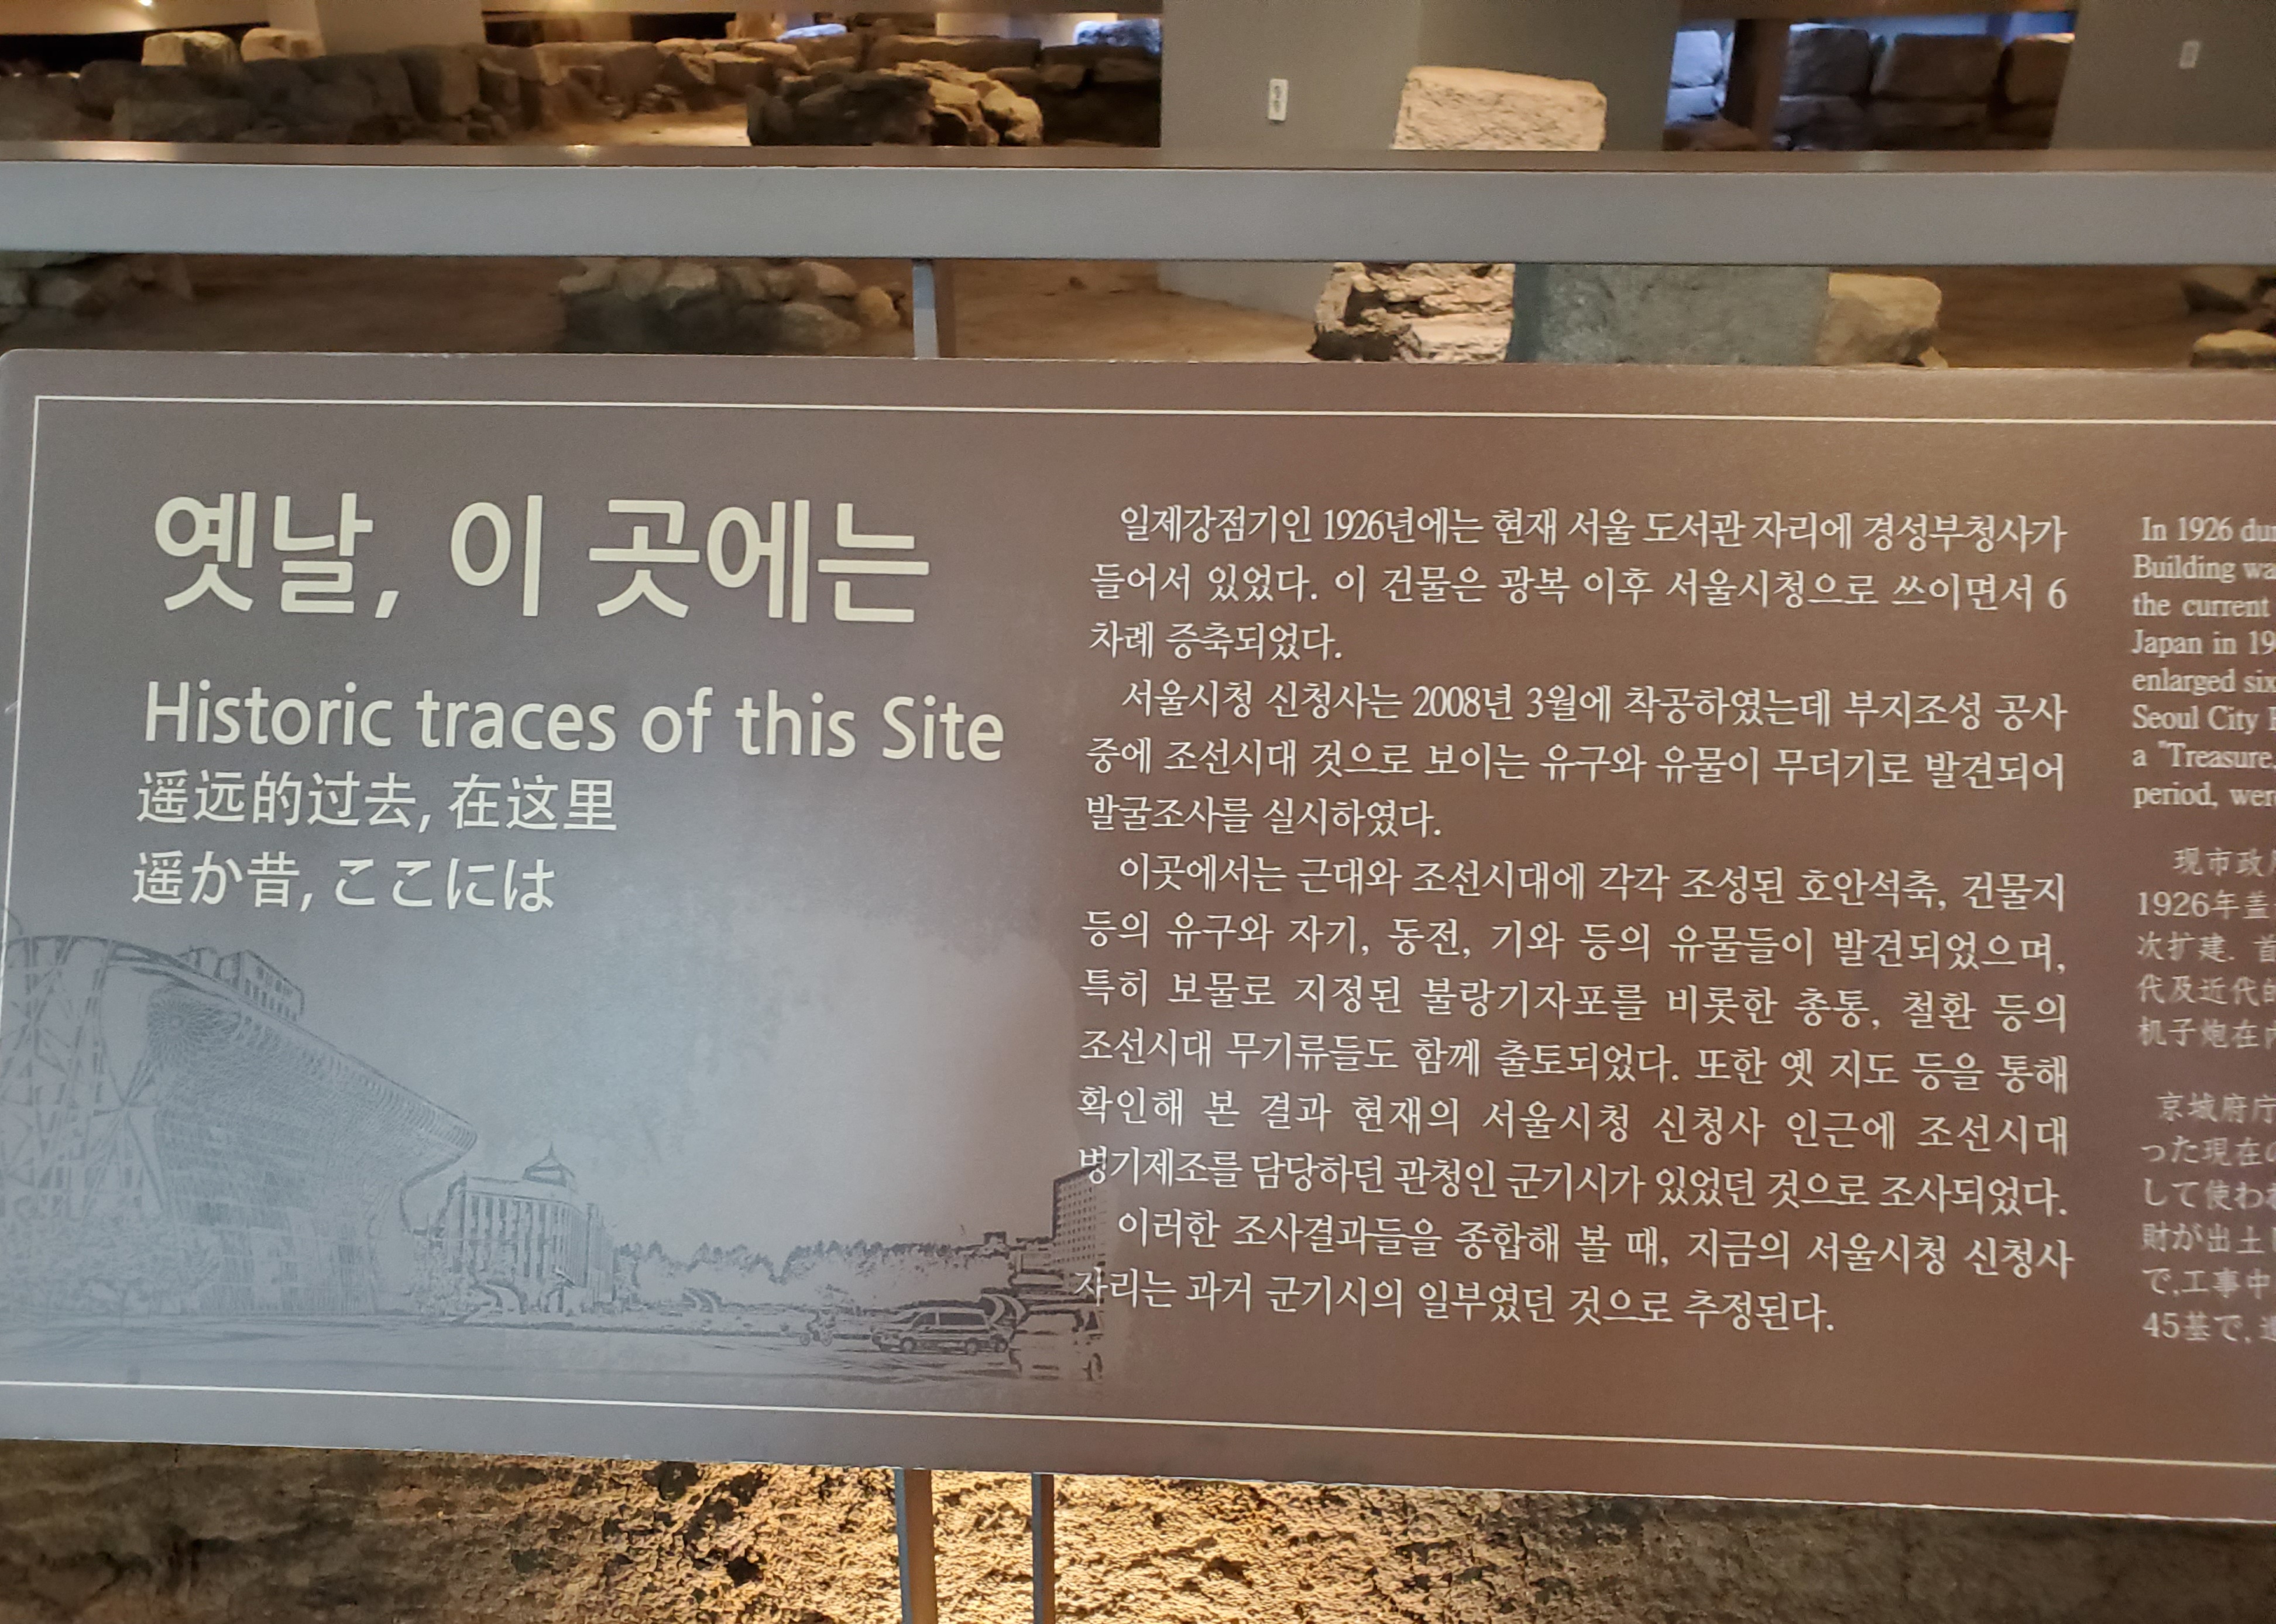 옛날, 이 곳에는
Historic traces of this Site
遥远的过去, 在这里
遥か昔, ここには
일제강점기인 1926년에는 현재 서울 도서관 자리에 경성부청사가
들어서 있었다. 이 건물은 광복 이후 서울시청으로 쓰이면서 6
차례 증축되었다.
서울시청 신청사는 2008년 3월에 착공하였는데 부지조성 공사
중에 조선시대 것으로 보이는 유구와 유물이 무더기로 발견되어
발굴조사를 실시하였다.
이곳에서는 근대와 조선시대에 각각 조성된 호안석축, 건물지
등의 유구와 자기, 동전, 기와 등의 유물들이 발견되었으며,
특히 보물로 지정된 불랑기자포를 비롯한 총통, 철환 등의
조선시대 무기류들도 함께 출토되었다. 또한 옛 지도 등을 통해
확인해 본 결과 현재의 서울시청 신청사 인근에 조선시대
병기제조를 담당하던 관청인 군기시가 있었던 것으로 조사되었다.
이러한 조사결과들을 종합해 볼 때, 지금의 서울시청 신청사
자리는 과거 군기시의 일부였던 것으로 추정된다.
In 1926
Building
the current
Japan in
enlarged
Seoul City
a "Treasure,
period,
现市政
1926年盖
次扩建. 首
代及近代的
机子炮在
京城府庁
った現在の
して使わ
財が出土
で,工事中
45基で,